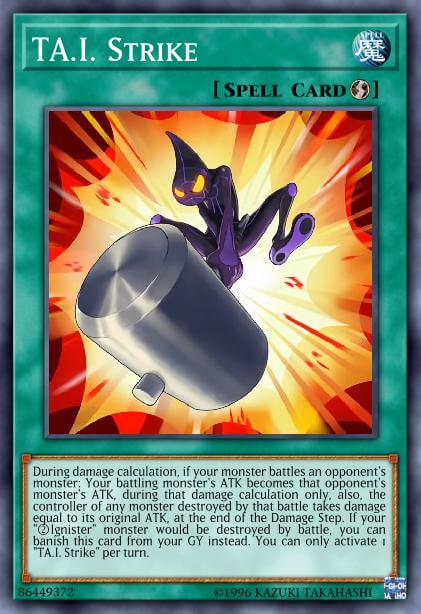 TA.I. STRIKE
SPELL
魔
[SPELL CARD]
During damage calculation, if your monster battles an opponent's
monster: Your battling monster's ATK becomes that opponent's
monster's ATK, during that damage calculation only, also, the
controller of any monster destroyed by that battle takes damage
equal to its original ATK, at the end of the Damage Step. If your
"@Ignister" monster would be destroyed by battle, you can
banish this card from your GY instead. You can only activate 1
"TA.I. Strike" per turn.
86449372
©1996 KAZUKI TAKAHASHI